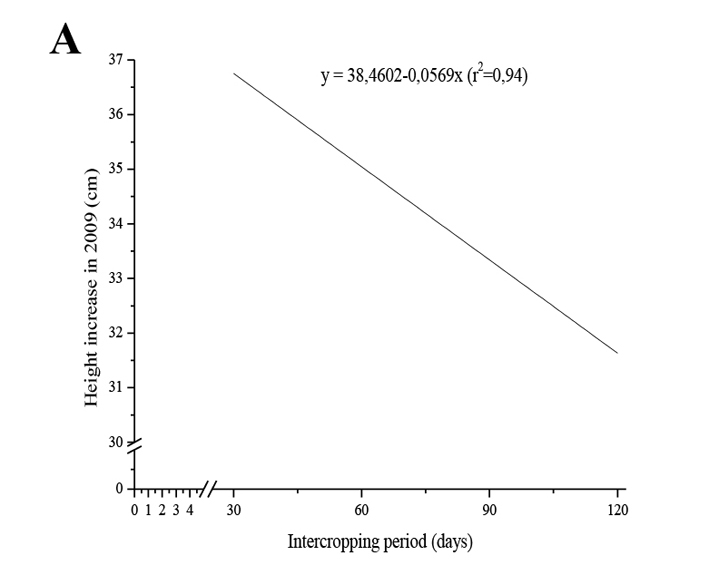 A
y = 38,4602-0,0569x (r²=0,94)
Height increase in 2009 (cm)
37
36
35
34
33
32
31
30
0
0 1 2 3 4 30 60 90 120
Intercropping period (days)